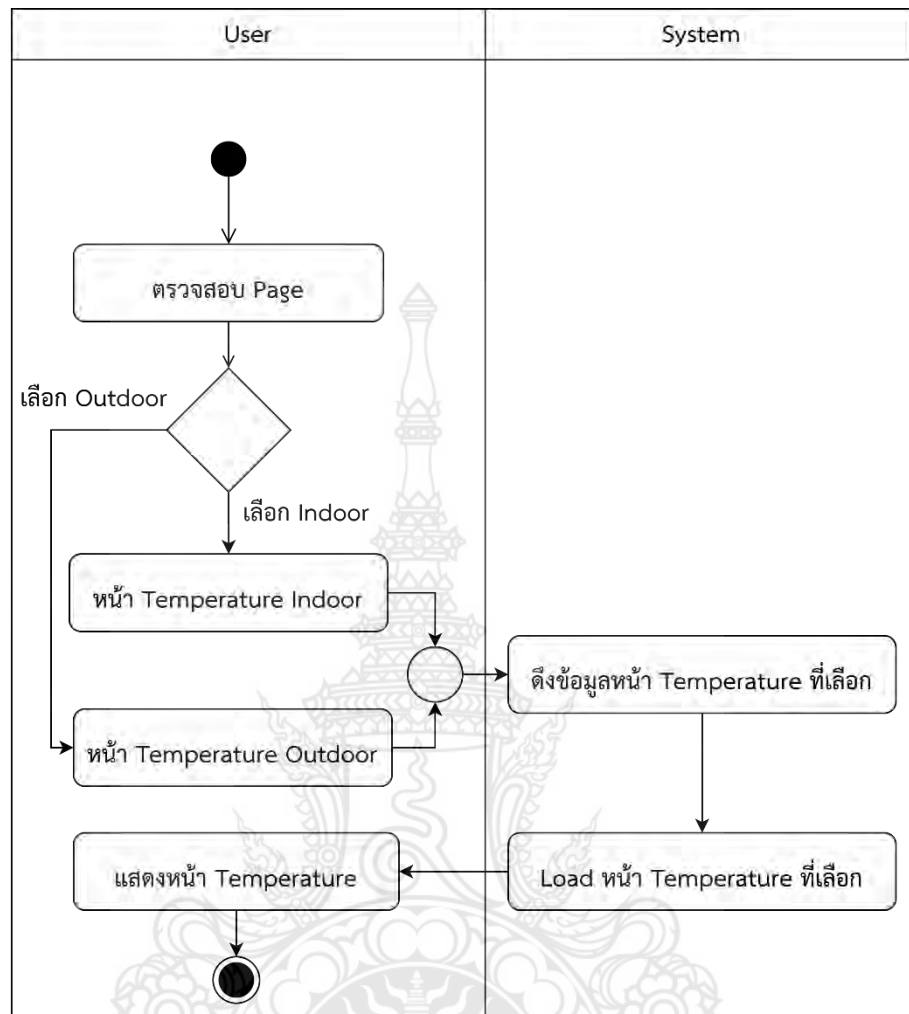 User
System
ตรวจสอบ Page
เลือก Outdoor
เลือก Indoor
หน้า Temperature Indoor
ดึงข้อมูลหน้า Temperature ที่เลือก
หน้า Temperature Outdoor
แสดงหน้า Temperature
Load หน้า Temperature ที่เลือก